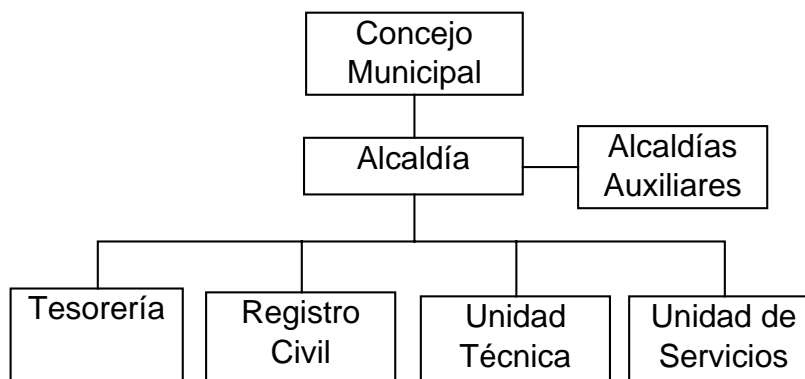 Concejo
Municipal
Alcaldía
Alcaldías
Auxiliares
Tesorería
Registro
Civil
Unidad
Técnica
Unidad de
Servicios